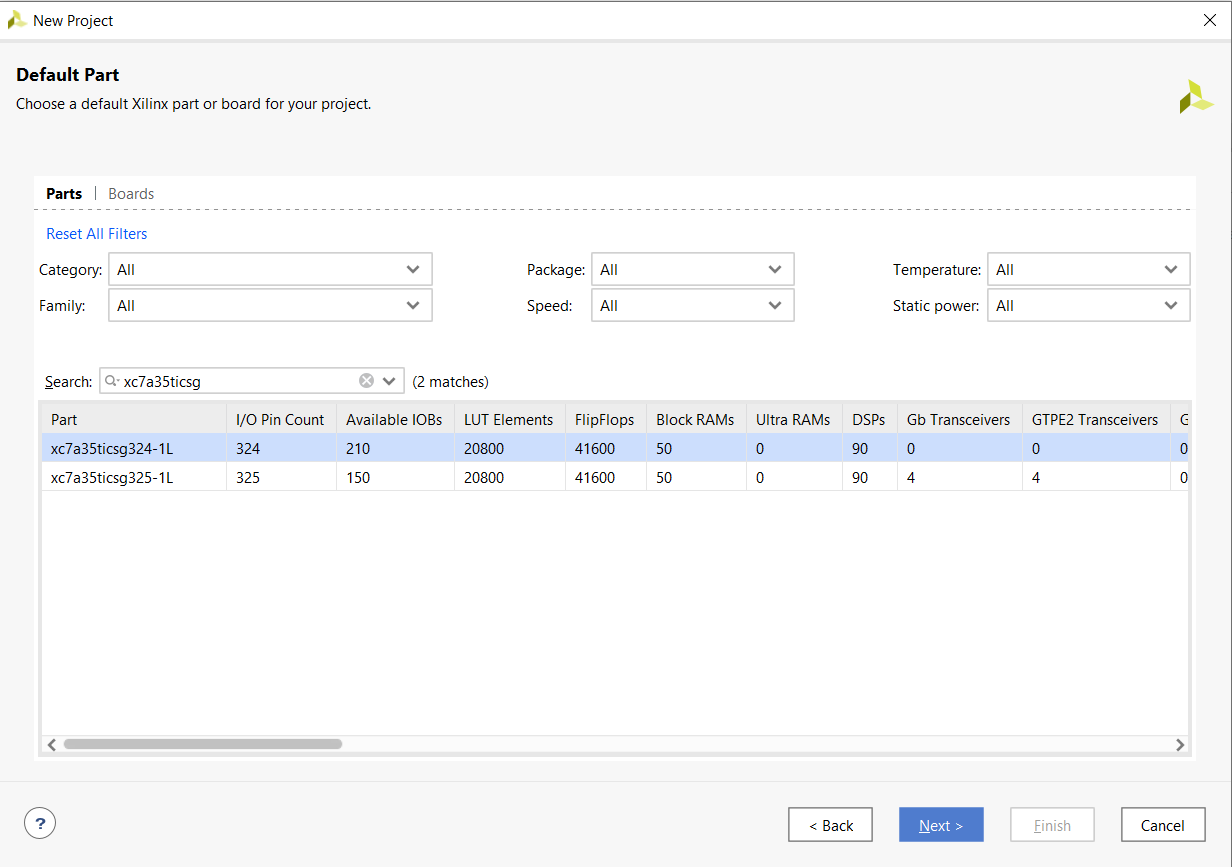 New Project
Default Part
Choose a default Xilinx part or board for your project.
Parts | Boards
Reset All Filters
Category: All Package: All Temperature: All
Family: All Speed: All Static power: All
Search: xc7a35ticsg (2 matches)
Part I/O Pin Count Available IOBs LUT Elements FlipFlops Block RAMs Ultra RAMs DSPs Gb Transceivers GTPE2 Transceivers G
xc7a35ticsg324-1L 324 210 20800 41600 50 0 90 0 0 0
xc7a35ticsg325-1L 325 150 20800 41600 50 0 90 4 4 0
? < Back Next > Finish Cancel